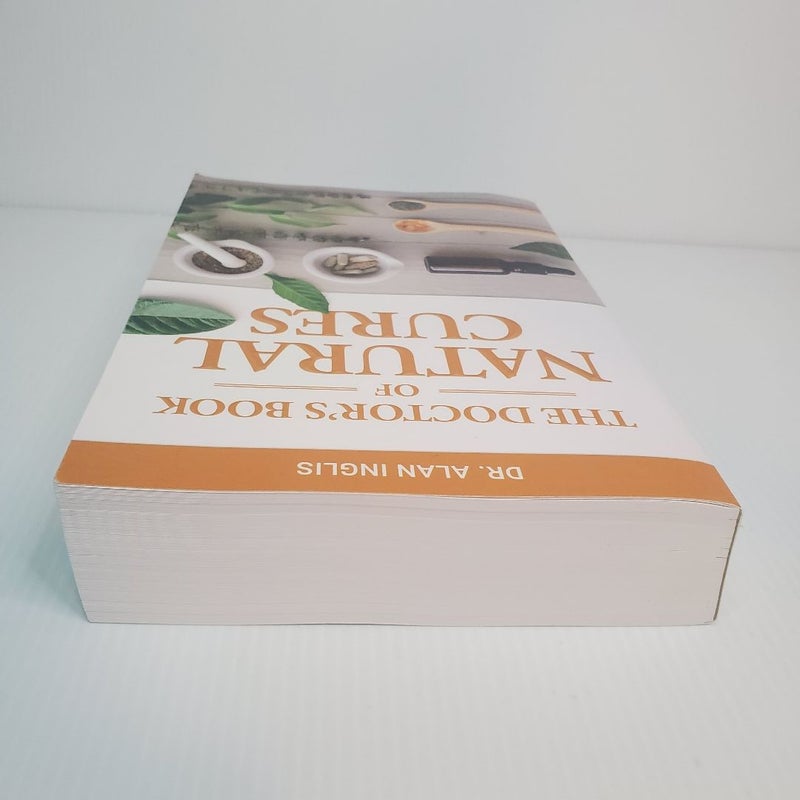 THE DOCTOR'S BOOK
OF
NATURAL
CURES
DR. ALAN INGLIS